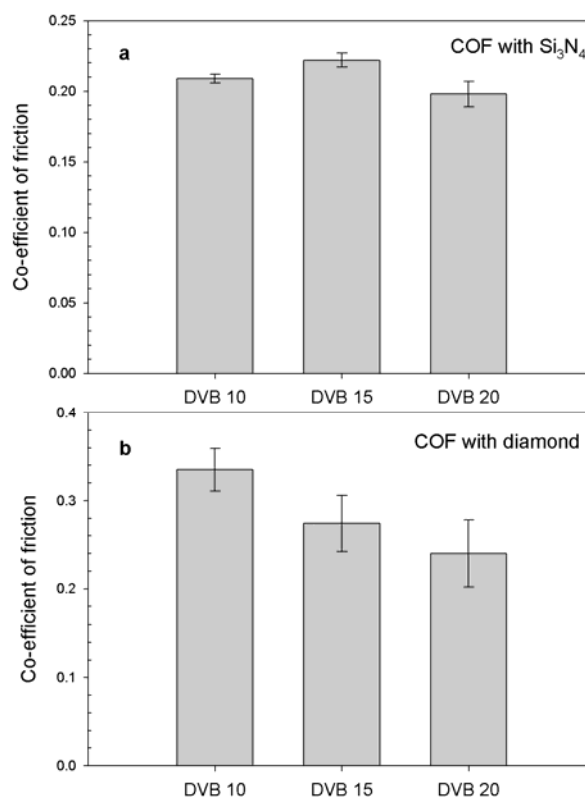 a
COF with Si₃N₄
Co-efficient of friction
0.25
0.20
0.15
0.10
0.05
0.00
DVB 10
DVB 15
DVB 20
b
COF with diamond
Co-efficient of friction
0.4
0.3
0.2
0.1
0.0
DVB 10
DVB 15
DVB 20